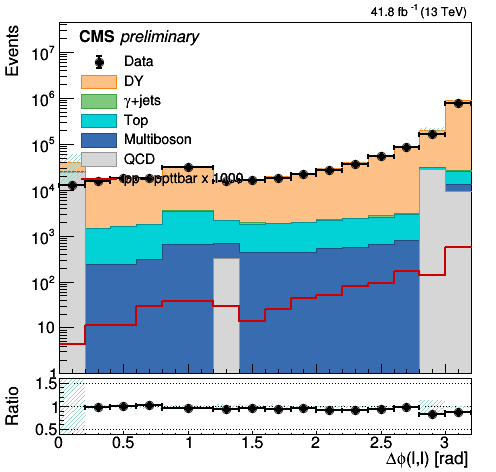 41.8 fb⁻¹ (13 TeV)
Events
CMS preliminary
Data
DY
γ+jets
Top
Multiboson
QCD
ppttbar x 1000
10⁷
10⁶
10⁵
10⁴
10³
10²
10
1
Ratio
1.5
1
0.5
0 0.5 1 1.5 2 2.5 3
Δϕ(l,l) [rad]